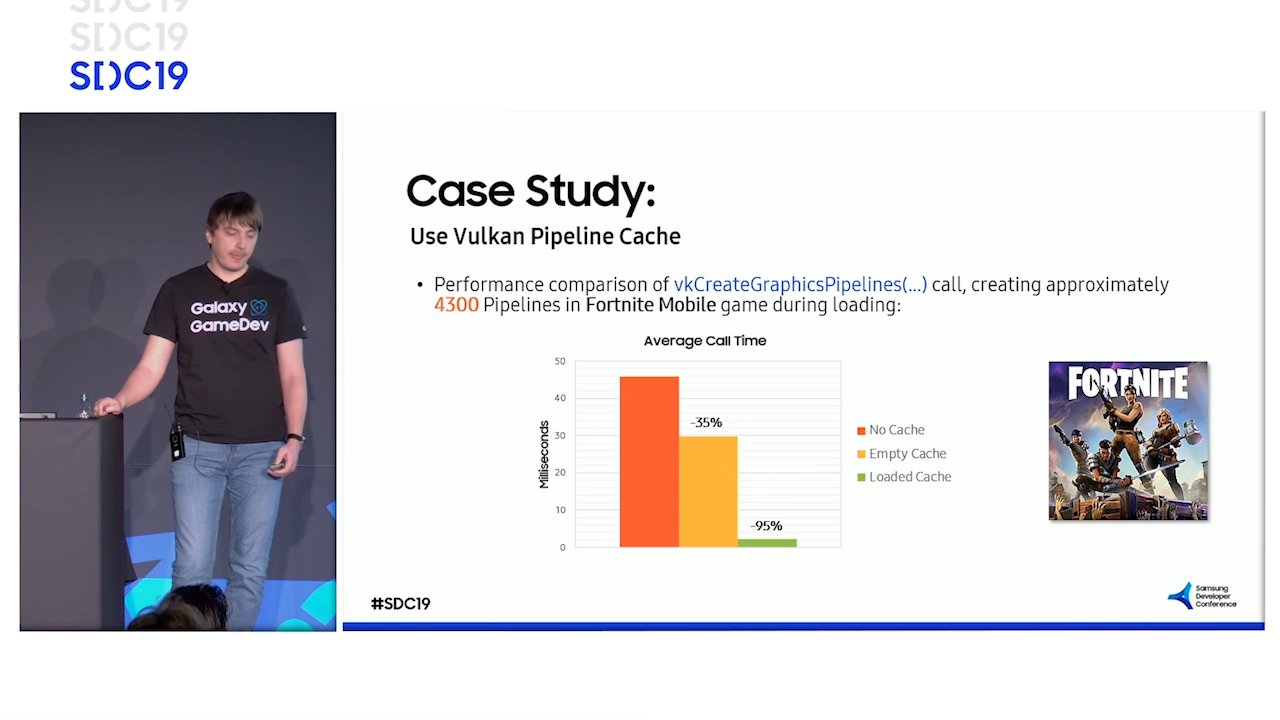 SDC19
SDC19
SDC19
Galaxy
GameDev
Case Study:
Use Vulkan Pipeline Cache
• Performance comparison of vkCreateGraphicsPipelines(...) call, creating approximately
4300 Pipelines in Fortnite Mobile game during loading:
Average Call Time
50
40
30
20
10
0
Milliseconds
-35%
-95%
No Cache
Empty Cache
Loaded Cache
FORTNITE
#SDC19
Samsung
Developer
Conference